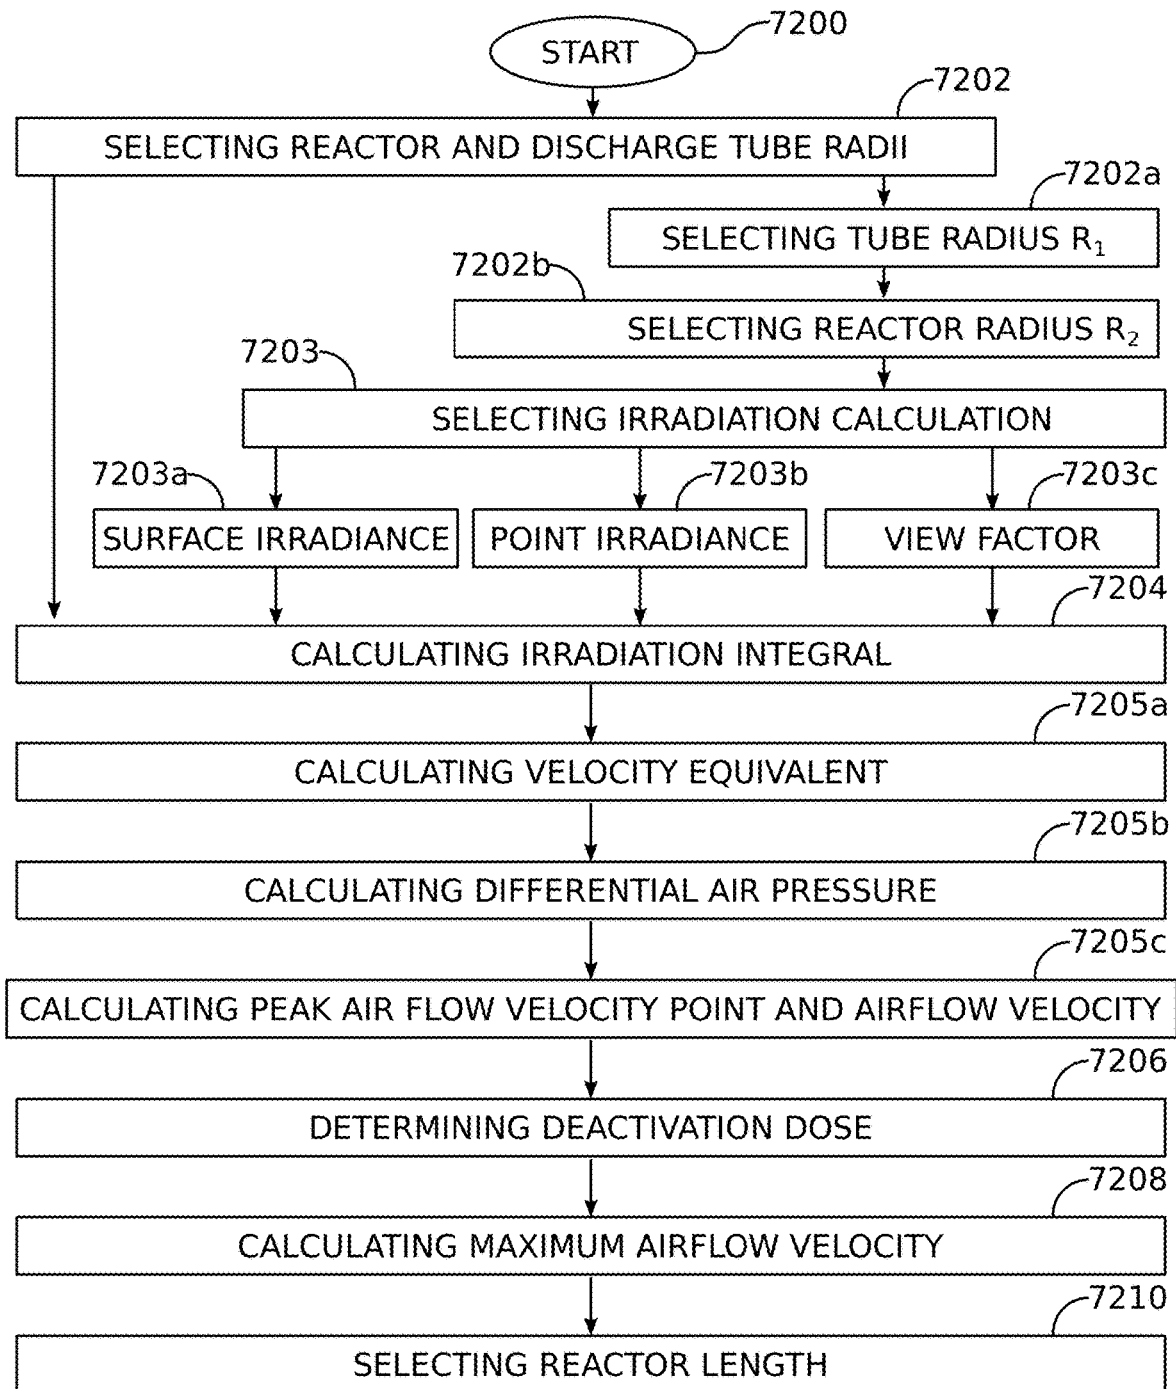 START
7200
7202
SELECTING REACTOR AND DISCHARGE TUBE RADII
7202a
SELECTING TUBE RADIUS R₁
7202b
SELECTING REACTOR RADIUS R₂
7203
SELECTING IRRADIATION CALCULATION
7203a
7203b
7203c
SURFACE IRRADIANCE
POINT IRRADIANCE
VIEW FACTOR
7204
CALCULATING IRRADIATION INTEGRAL
7205a
CALCULATING VELOCITY EQUIVALENT
7205b
CALCULATING DIFFERENTIAL AIR PRESSURE
7205c
CALCULATING PEAK AIR FLOW VELOCITY POINT AND AIRFLOW VELOCITY
7206
DETERMINING DEACTIVATION DOSE
7208
CALCULATING MAXIMUM AIRFLOW VELOCITY
7210
SELECTING REACTOR LENGTH